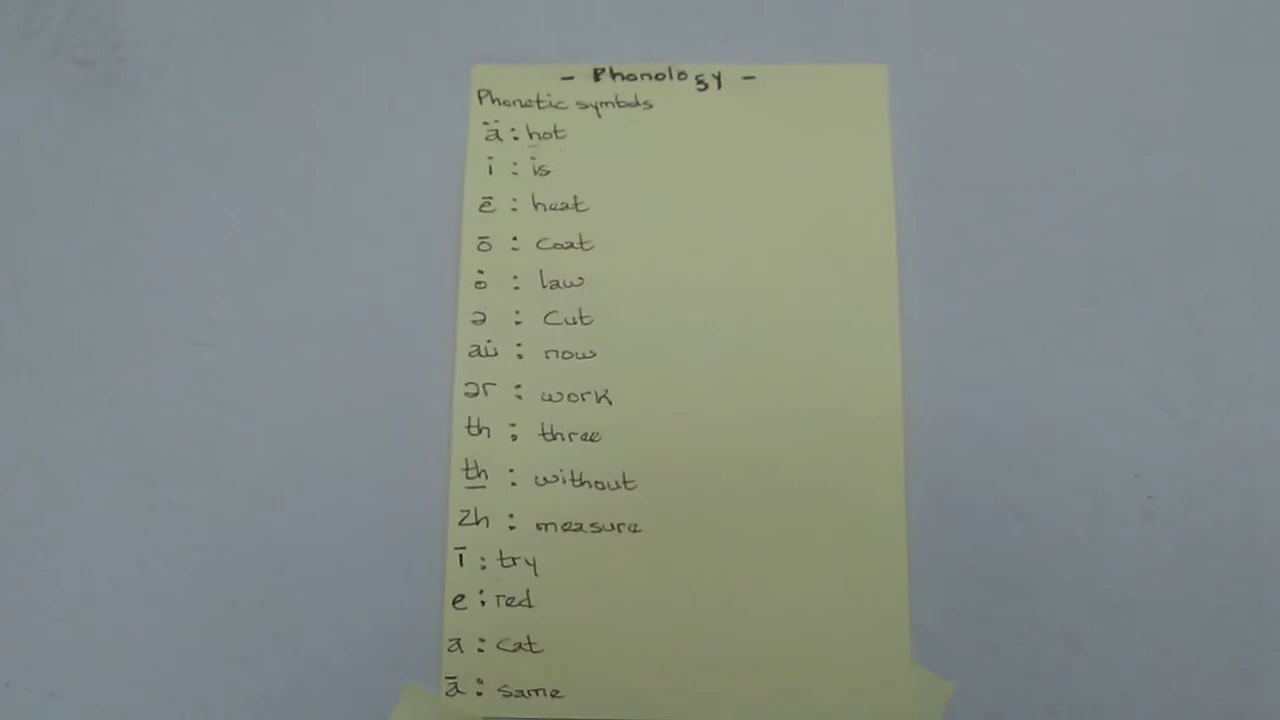 - Phonology -
Phonetic symbols
ä : hot
i : is
ē : heat
ō : coat
ȯ : law
ə : cut
au̇ : now
ər : work
th : three
t͟h : without
zh : measure
ī : try
e : red
a : cat
ā : same